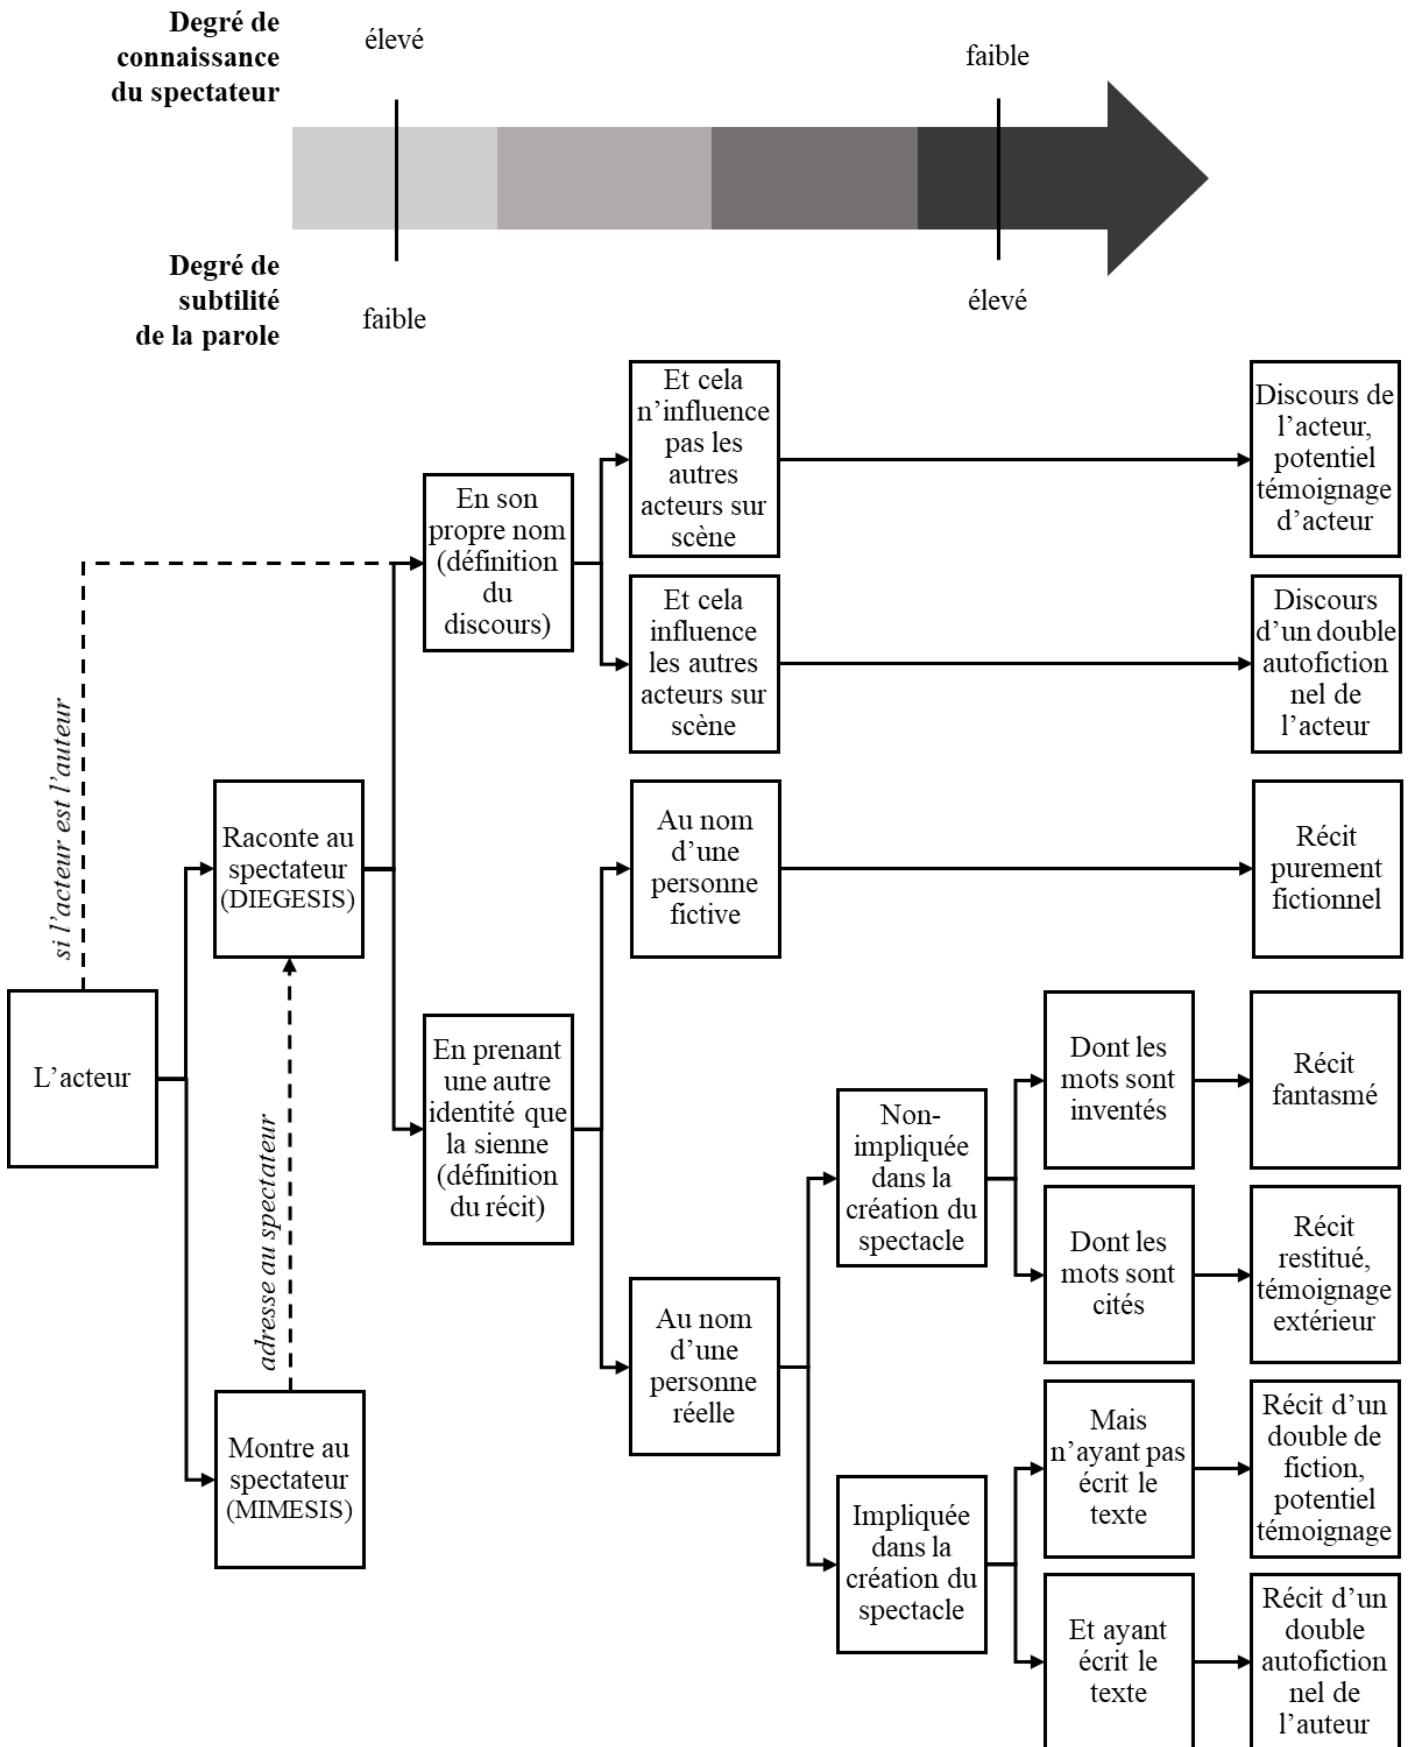 Degré de
connaissance
du spectateur
élevé
faible
Degré de
subtilité
de la parole
faible
élevé
Et cela
n’influence
pas les
autres
acteurs sur
scène
Discours de
l’acteur,
potentiel
témoignage
d’acteur
En son
propre nom
(définition
du
discours)
Et cela
influence
les autres
acteurs sur
scène
Discours
d’un double
autofiction
nel de
l’acteur
si l’acteur est l’auteur
Raconte au
spectateur
(DIEGESIS)
Au nom
d’une
personne
fictive
Récit
purement
fictionnel
L’acteur
En prenant
une autre
identité que
la sienne
(définition
du récit)
adresse au spectateur
Montre au
spectateur
(MIMESIS)
Au nom
d’une
personne
réelle
Non-
impliquée
dans la
création du
spectacle
Dont les
mots sont
inventés
Récit
fantasmé
Dont les
mots sont
cités
Récit
restitué,
témoignage
extérieur
Impliquée
dans la
création du
spectacle
Mais
n’ayant pas
écrit le
texte
Récit d’un
double de
fiction,
potentiel
témoignage
Et ayant
écrit le
texte
Récit d’un
double
autofiction
nel de
l’auteur